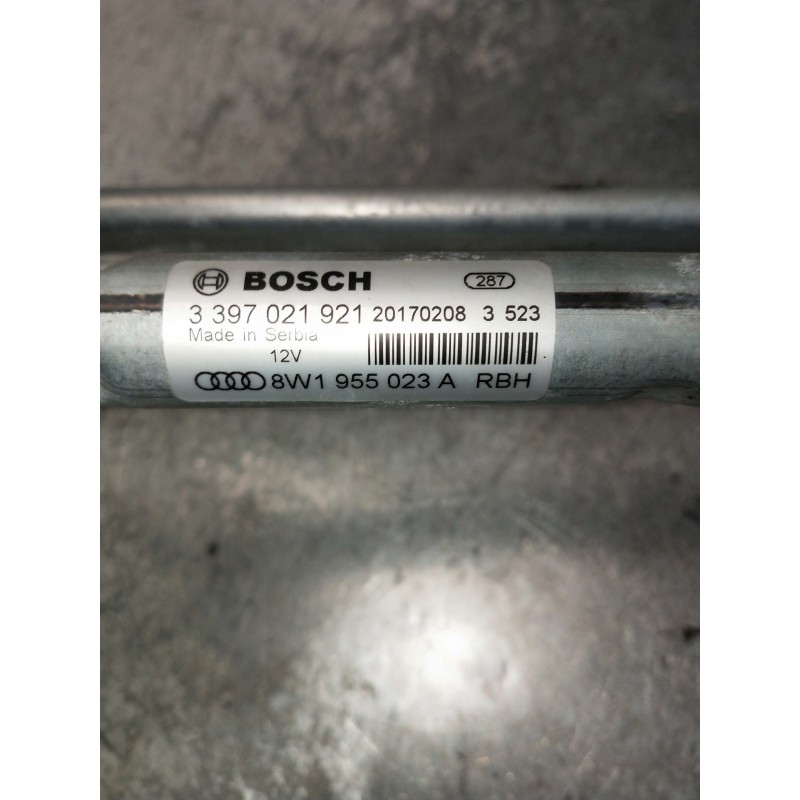 BOSCH 287
3 397 021 921 20170208 3 523
Made in Serbia
12V
8W1 955 023 A RBH